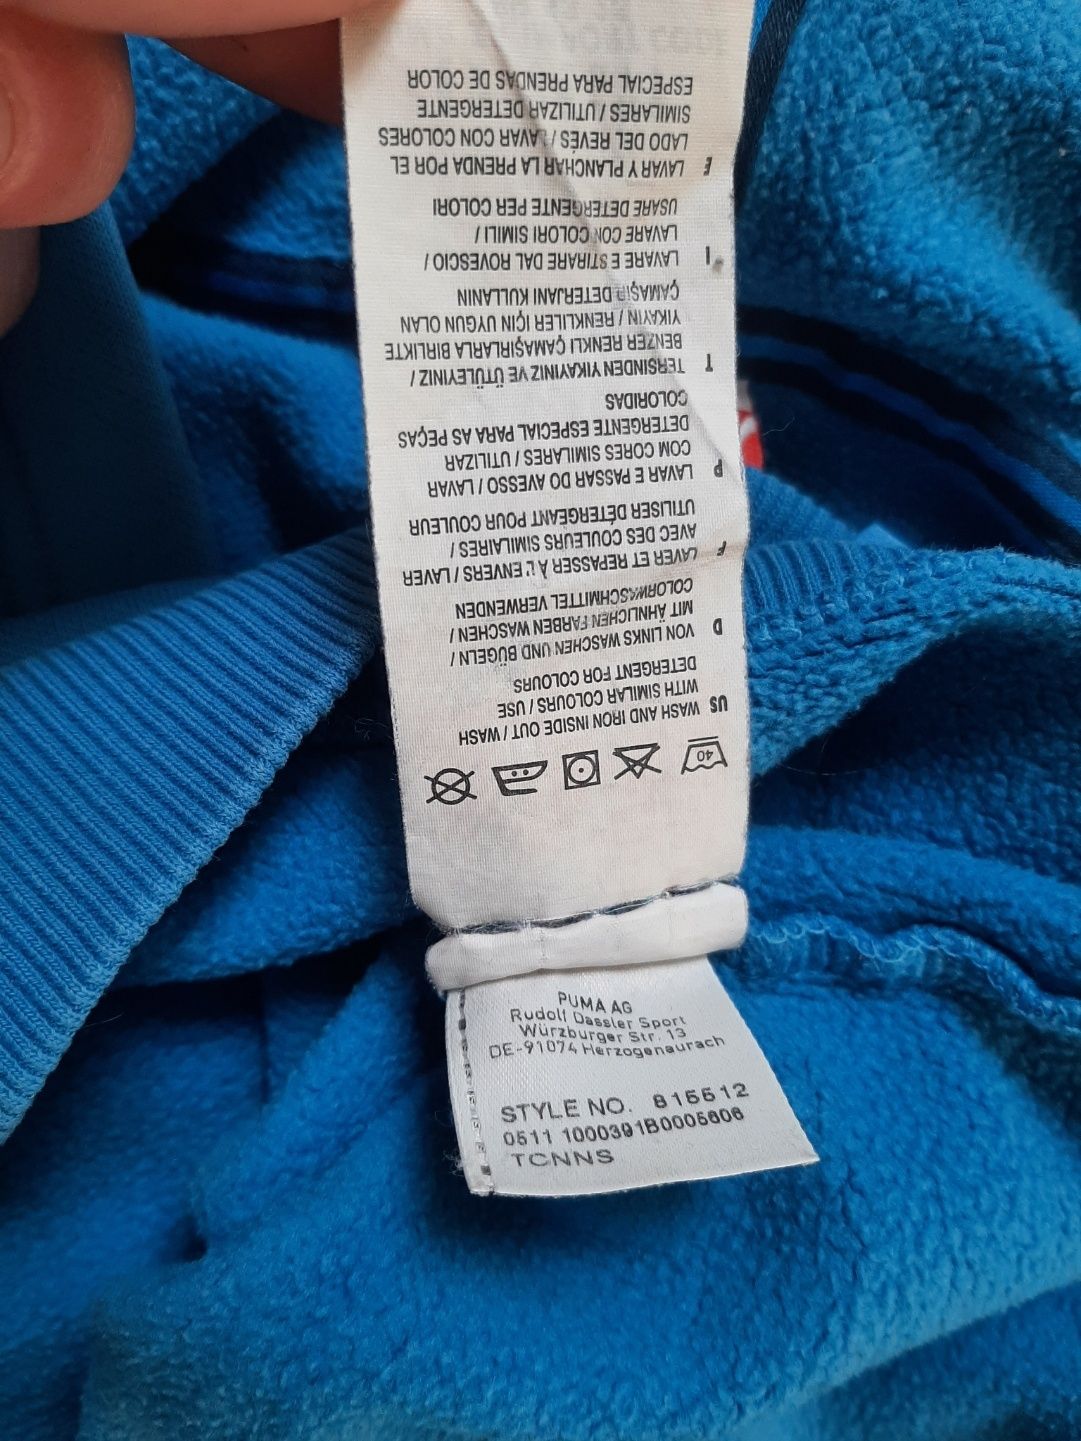 40
US WASH AND IRON INSIDE OUT / WASH
WITH SIMILAR COLOURS / USE
DETERGENT FOR COLOURS
D VON LINKS WASCHEN UND BÜGELN /
MIT ÄHNLICHEN FARBEN WASCHEN /
COLORWASCHMITTEL VERWENDEN
F LAVER ET REPASSER À L'ENVERS / LAVER
AVEC DES COULEURS SIMILAIRES /
UTILISER DÉTERGEANT POUR COULEUR
P LAVAR E PASSAR DO AVESSO / LAVAR
COM CORES SIMILARES / UTILIZAR
DETERGENTE ESPECIAL PARA AS PEÇAS
COLORIDAS
T TERSINDEN YIKAYINIZ VE ÜTÜLEYINIZ /
BENZER RENKLI ÇAMAŞIRLARLA BIRLIKTE
YIKAYIN / RENKLILER IÇIN UYGUN OLAN
ÇAMAŞIR DETERJANI KULLANIN
I LAVARE E STIRARE DAL ROVESCIO /
LAVARE CON COLORI SIMILI /
USARE DETERGENTE PER COLORI
E LAVAR Y PLANCHAR LA PRENDA POR EL
LADO DEL REVÉS / LAVAR CON COLORES
SIMILARES / UTILIZAR DETERGENTE
ESPECIAL PARA PRENDAS DE COLOR
PUMA AG
Rudolf Dassler Sport
Würzburger Str. 13
DE-91074 Herzogenaurach
STYLE NO. 815512
0511 1000391B0005606
TCNNS